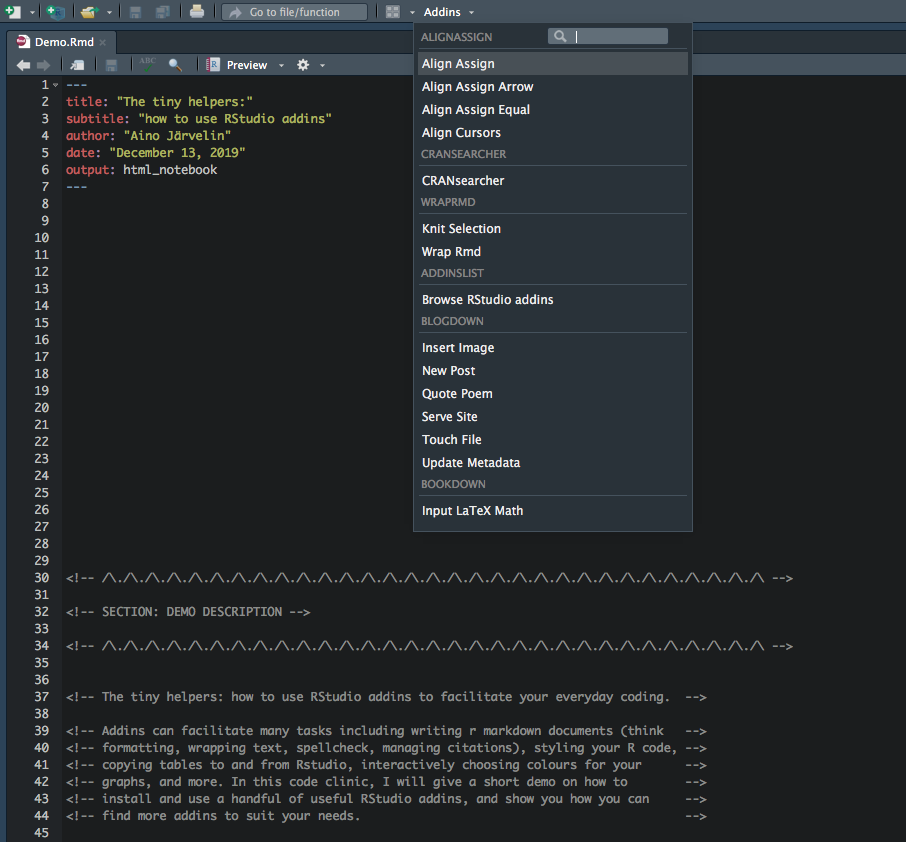 Go to file/function
Addins
Demo.Rmd
ABC
Preview
1 ---
2 title: "The tiny helpers:"
3 subtitle: "how to use RStudio addins"
4 author: "Aino Järvelin"
5 date: "December 13, 2019"
6 output: html_notebook
7 ---
8
9
10
11
12
13
14
15
16
17
18
19
20
21
22
23
24
25
26
27
28
29
30 <!-- /\./\./\./\./\./\./\./\./\./\./\./\./\./\./\./\./\./\./\./\./\./\./\./\./\./\./\./\./\./\./\ -->
31
32 <!-- SECTION: DEMO DESCRIPTION -->
33
34 <!-- /\./\./\./\./\./\./\./\./\./\./\./\./\./\./\./\./\./\./\./\./\./\./\./\./\./\./\./\./\./\./\ -->
35
36
37 <!-- The tiny helpers: how to use RStudio addins to facilitate your everyday coding. -->
38
39 <!-- Addins can facilitate many tasks including writing r markdown documents (think -->
40 <!-- formatting, wrapping text, spellcheck, managing citations), styling your R code, -->
41 <!-- copying tables to and from Rstudio, interactively choosing colours for your -->
42 <!-- graphs, and more. In this code clinic, I will give a short demo on how to -->
43 <!-- install and use a handful of useful RStudio addins, and show you how you can -->
44 <!-- find more addins to suit your needs. -->
45
ALIGNASSIGN
Align Assign
Align Assign Arrow
Align Assign Equal
Align Cursors
CRANSEARCHER
CRANsearcher
WRAPRMD
Knit Selection
Wrap Rmd
ADDINSLIST
Browse RStudio addins
BLOGDOWN
Insert Image
New Post
Quote Poem
Serve Site
Touch File
Update Metadata
BOOKDOWN
Input LaTeX Math